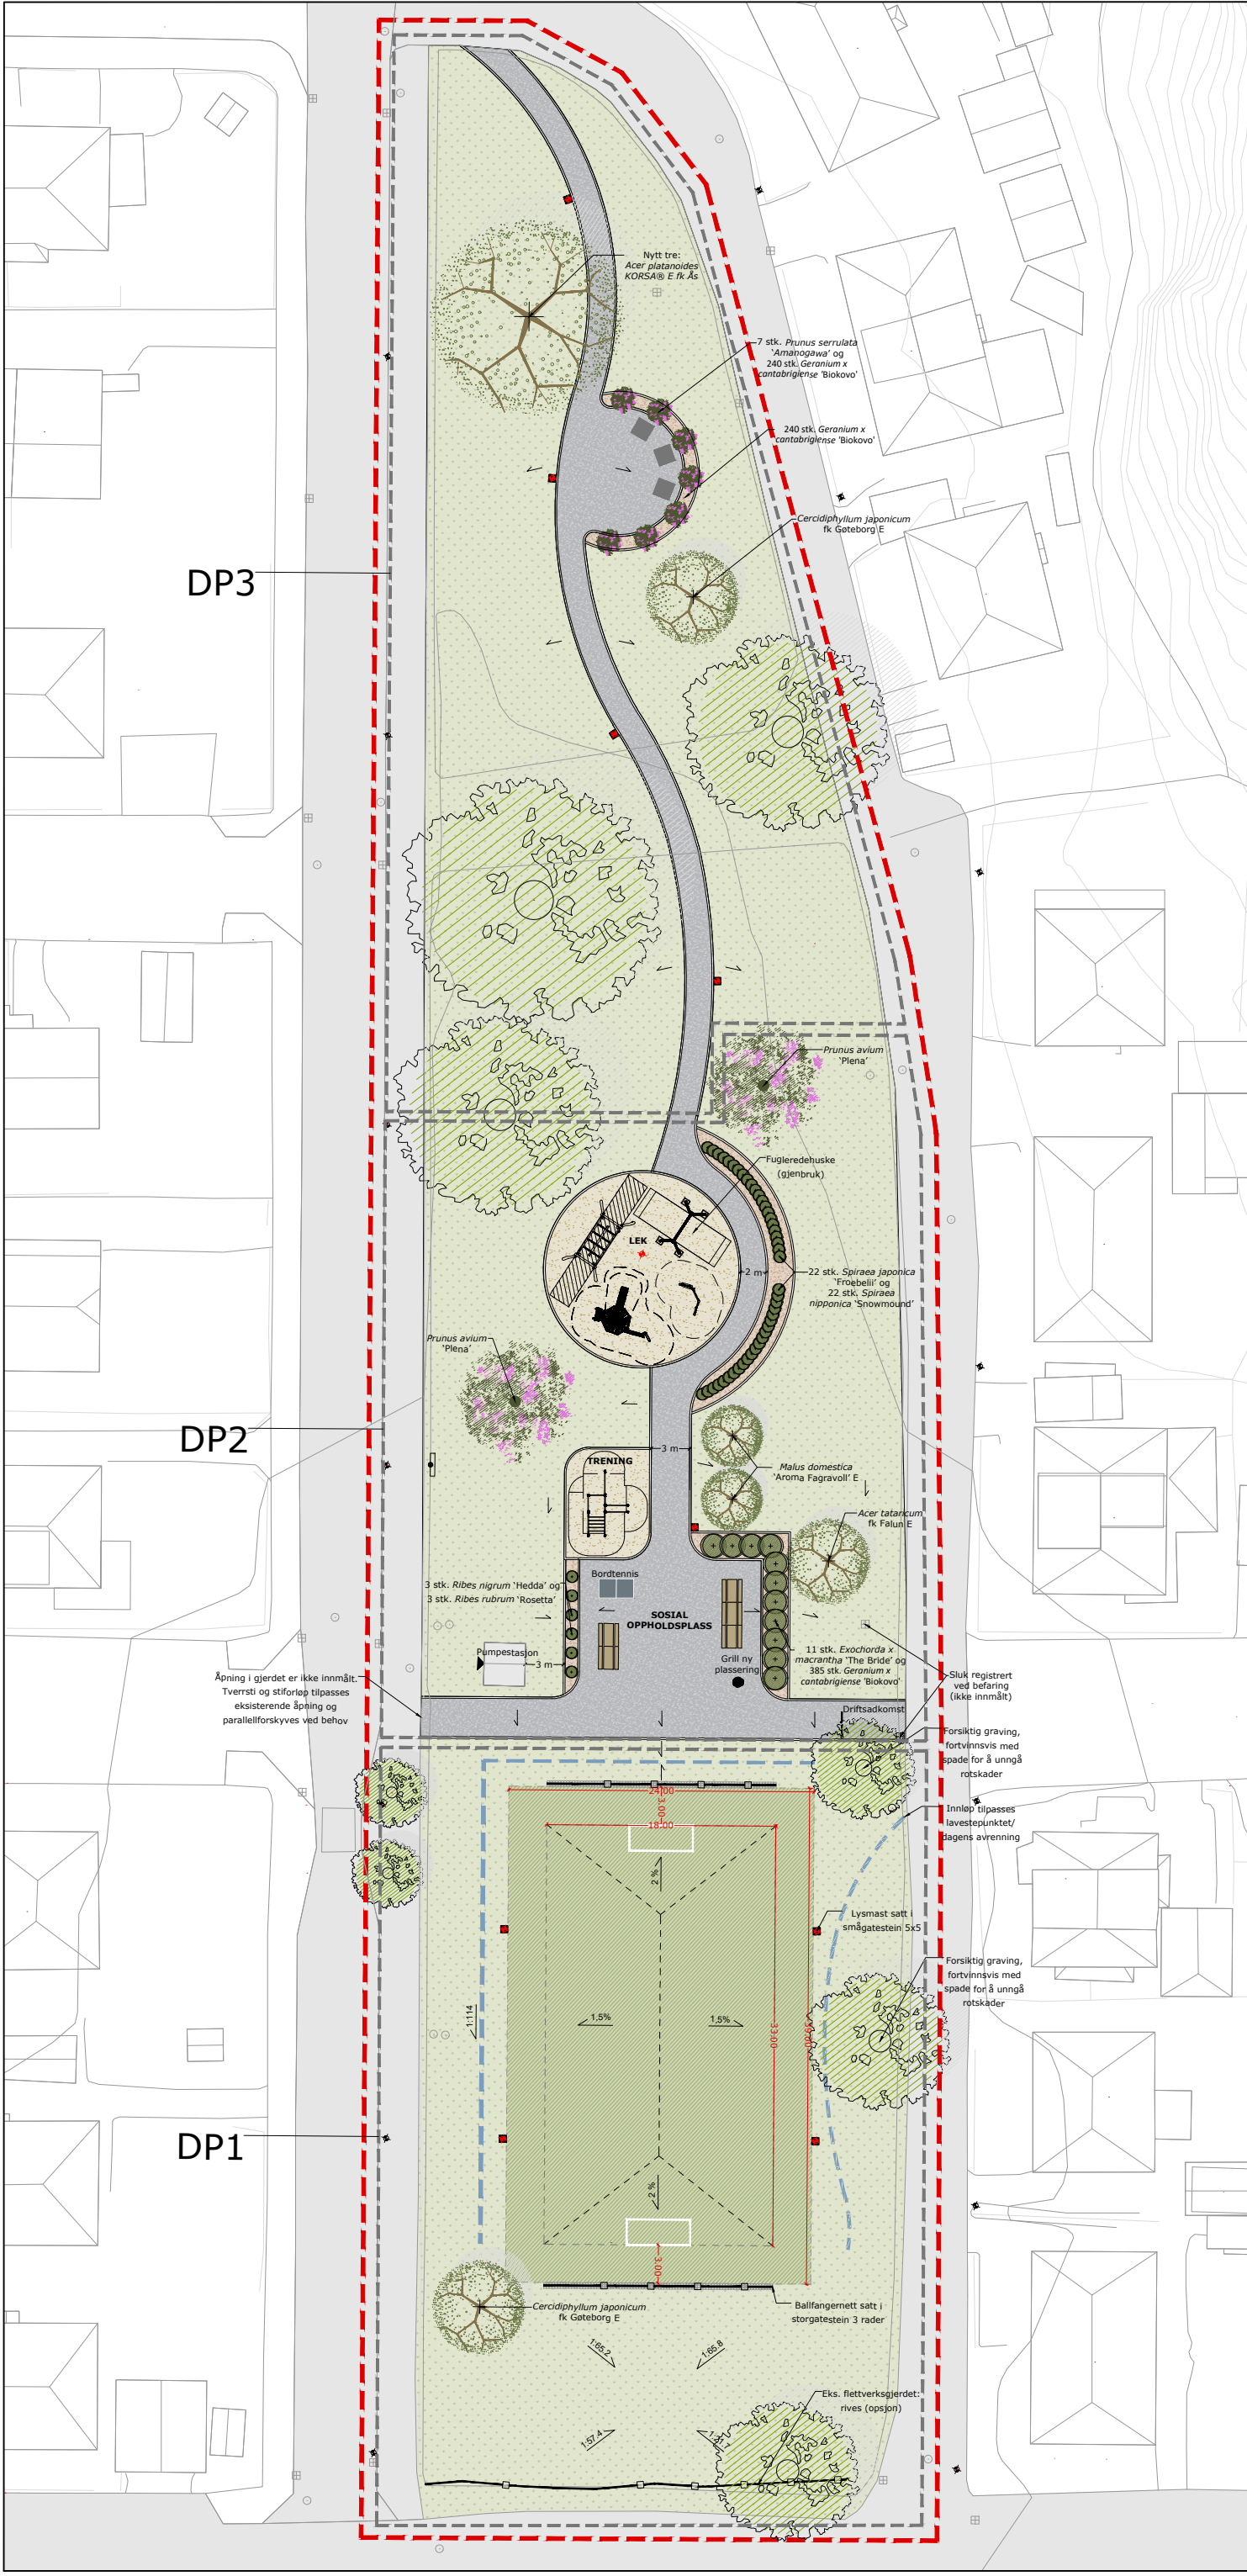 Nytt tre:
Acer platanoides
KORSA® E fk Ås
7 stk. Prunus serrulata
'Amanogawa' og
240 stk. Geranium x
cantabrigiense 'Biokovo'
240 stk. Geranium x
cantabrigiense 'Biokovo'
Cercidiphyllum japonicum
fk Gøteborg E
DP3
Prunus avium
'Plena'
Fugleredehuske
(gjenbruk)
LEK
2 m
22 stk. Spiraea japonica
'Froebelii' og
22 stk. Spiraea
nipponica 'Snowmound'
Prunus avium
'Plena'
DP2
3 m
TRENING
Malus domestica
'Aroma Fagravoll' E
Acer tataricum
fk Falun E
Bordtennis
3 stk. Ribes nigrum 'Hedda' og
3 stk. Ribes rubrum 'Rosetta'
SOSIAL
OPPHOLDSPLASS
Pumpestasjon
3 m
Grill ny
plassering
11 stk. Exochorda x
macrantha 'The Bride' og
385 stk. Geranium x
cantabrigiense 'Biokovo'
Sluk registrert
ved befaring
(ikke innmålt)
Åpning i gjerdet er ikke innmålt.
Tverrsti og stiforløp tilpasses
eksisterende åpning og
parallellforskyves ved behov
Driftsadkomst
Forsiktig graving,
fortvinnsvis med
spade for å unngå
rotskader
24:00
3.00
18:00
Innløp tilpasses
lavestepunktet/
dagens avrenning
2 %
Lysmast satt i
smågatestein 5x5
Forsiktig graving,
fortvinnsvis med
spade for å unngå
rotskader
1:114
1,5%
1,5%
33:00
DP1
2 %
3.00
Cercidiphyllum japonicum
fk Gøteborg E
Ballfangernett satt i
storgatestein 3 rader
1:65.2
1:65.8
Eks. flettverksgjerdet:
rives (opsjon)
1:57.4